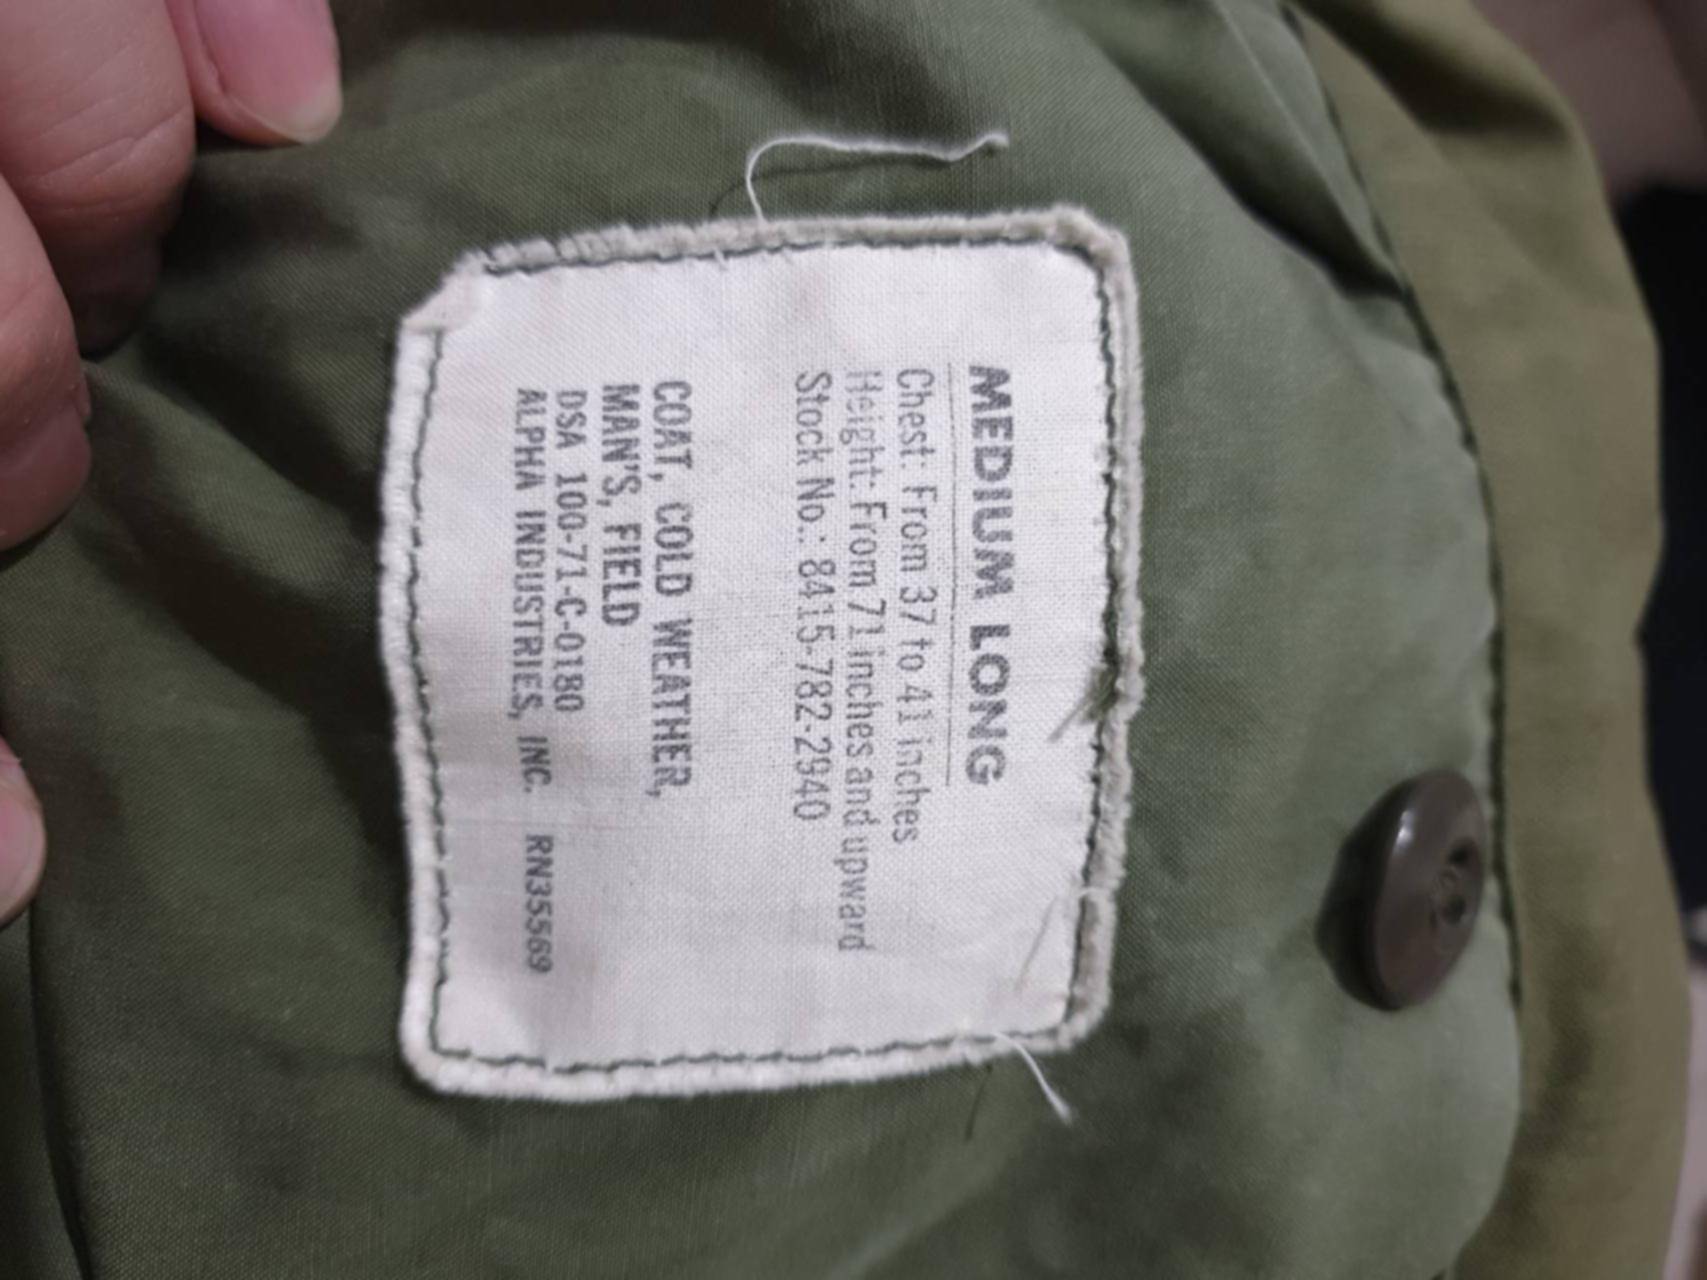 MEDIUM LONG
Chest: From 37 to 41 inches
Height: From 71 inches and upward
Stock No.: 8415-782-2940
COAT, COLD WEATHER,
MAN'S, FIELD
DSA 100-71-C-0180
ALPHA INDUSTRIES, INC. RN35569